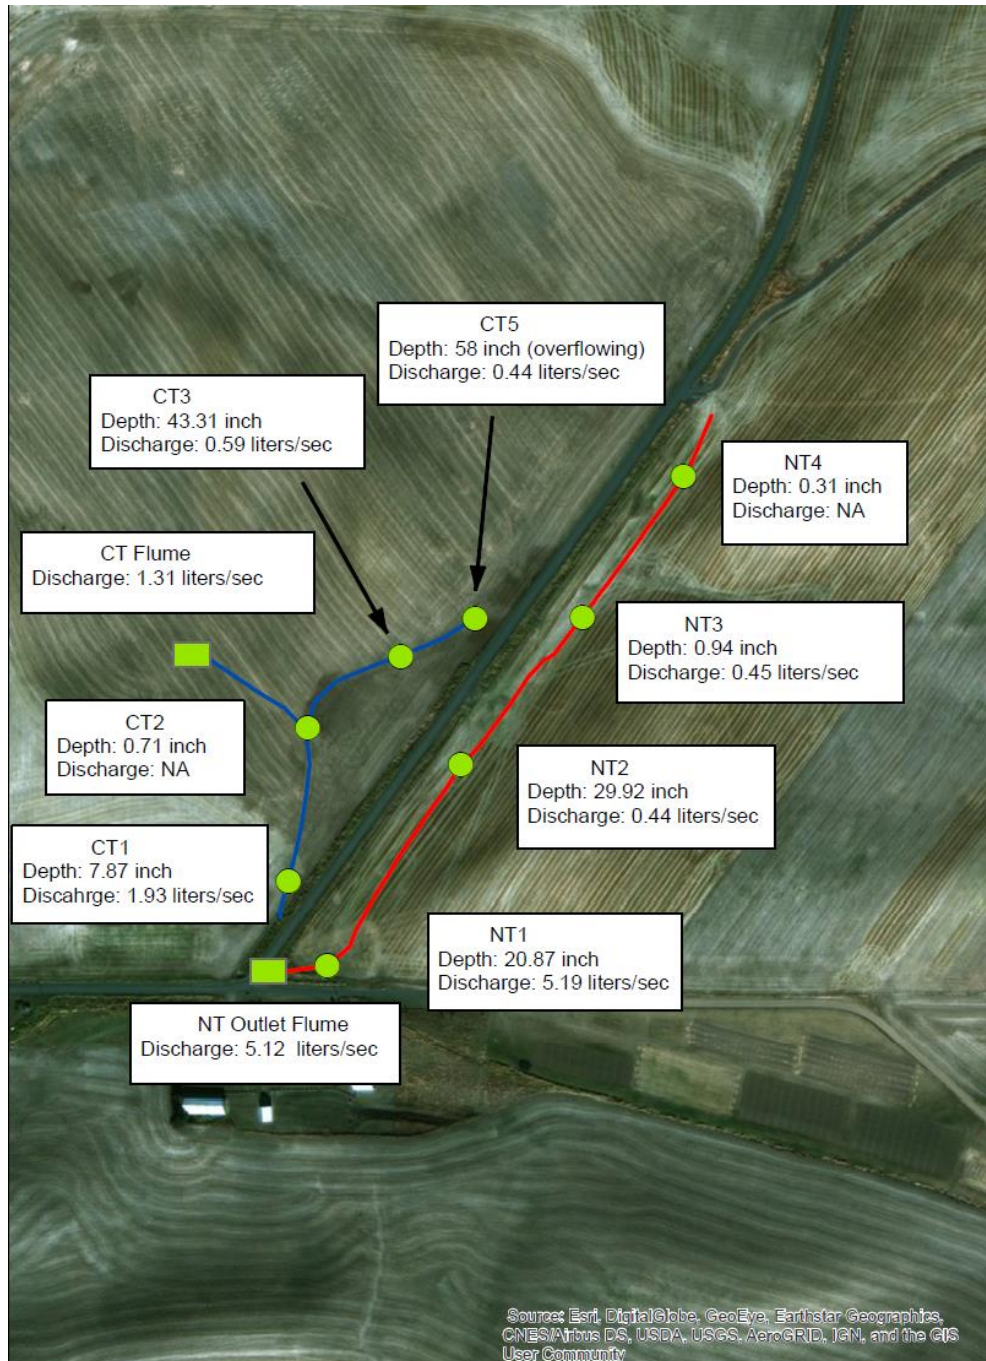 CT5
Depth: 58 inch (overflowing)
Discharge: 0.44 liters/sec
CT3
Depth: 43.31 inch
Discharge: 0.59 liters/sec
NT4
Depth: 0.31 inch
Discharge: NA
CT Flume
Discharge: 1.31 liters/sec
NT3
Depth: 0.94 inch
Discharge: 0.45 liters/sec
CT2
Depth: 0.71 inch
Discharge: NA
NT2
Depth: 29.92 inch
Discharge: 0.44 liters/sec
CT1
Depth: 7.87 inch
Discahrge: 1.93 liters/sec
NT1
Depth: 20.87 inch
Discharge: 5.19 liters/sec
NT Outlet Flume
Discharge: 5.12 liters/sec
Source: Esri, DigitalGlobe, GeoEye, Earthstar Geographics,
CNES/Airbus DS, USDA, USGS, AeroGRID, IGN, and the GIS
User Community